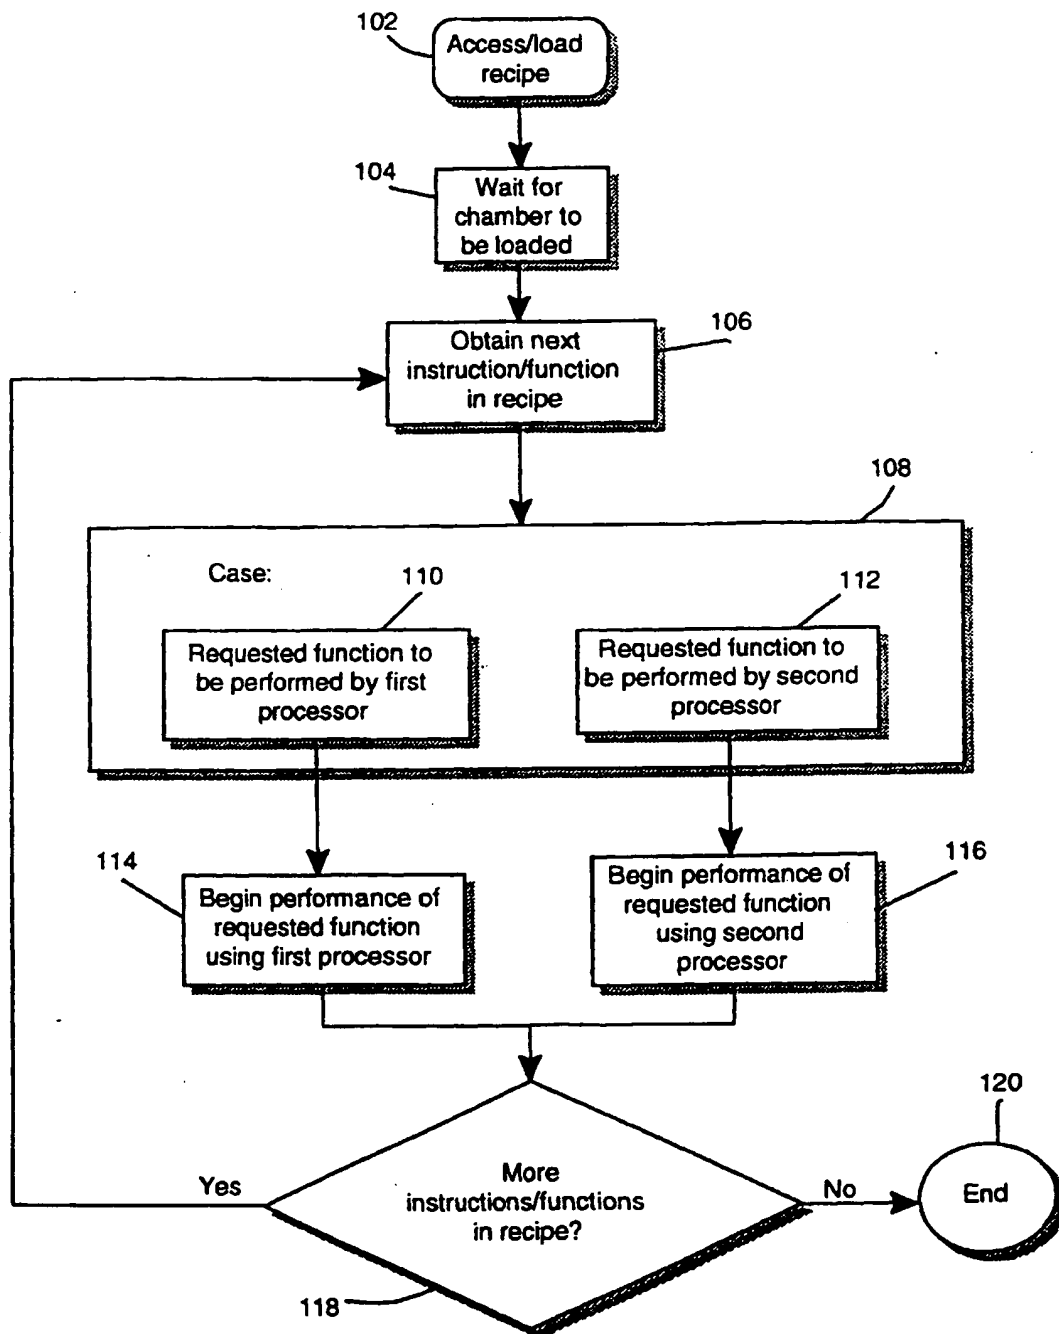 102
Access/load
recipe
104
Wait for
chamber to
be loaded
106
Obtain next
instruction/function
in recipe
108
Case:
110
112
Requested function to
be performed by first
processor
Requested function to
be performed by second
processor
114
116
Begin performance of
requested function
using first processor
Begin performance of
requested function
using second
processor
120
Yes
More
instructions/functions
in recipe?
No
End
118